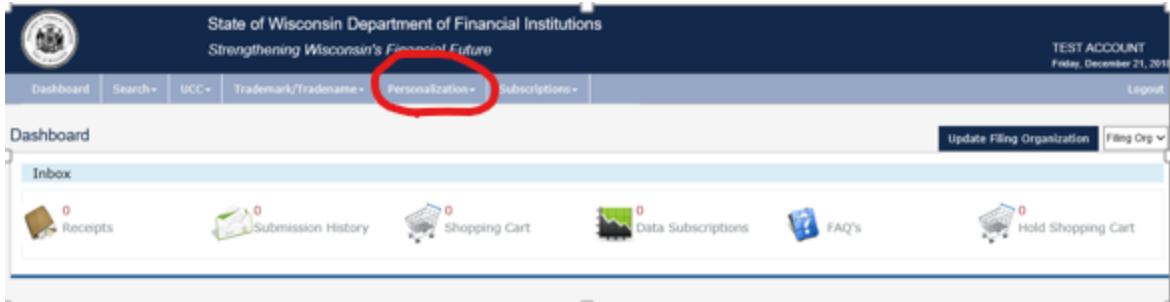 State of Wisconsin Department of Financial Institutions
Strengthening Wisconsin's Financial Future
TEST ACCOUNT
Friday, December 21, 2018
Dashboard Search UCC Trademark/Tradename Personalization Subscriptions Logout
Dashboard
Update Filing Organization Filing Org
Inbox
0 0 0 0 0
Receipts Submission History Shopping Cart Data Subscriptions FAQ's Hold Shopping Cart